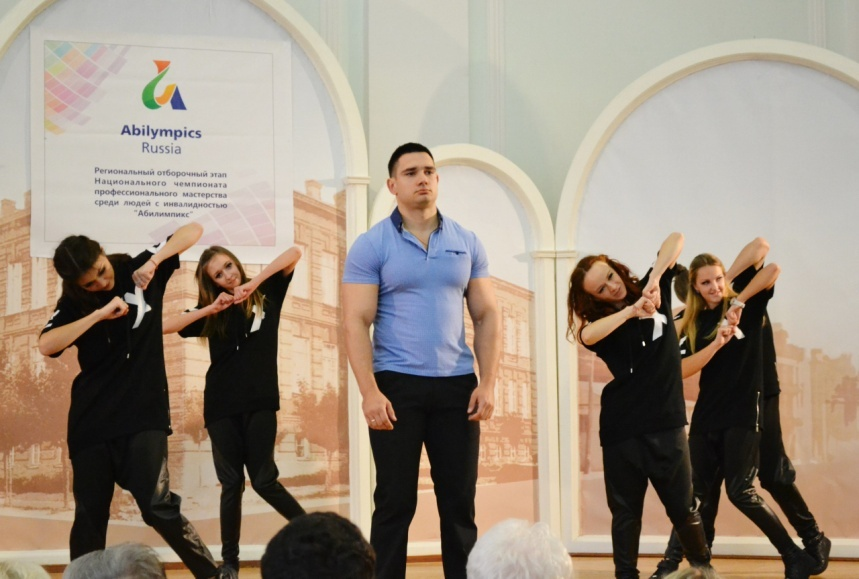 Abilympics
Russia
Региональный отборочный этап
Национального чемпионата
профессионального мастерства
среди людей с инвалидностью
"Абилимпикс"